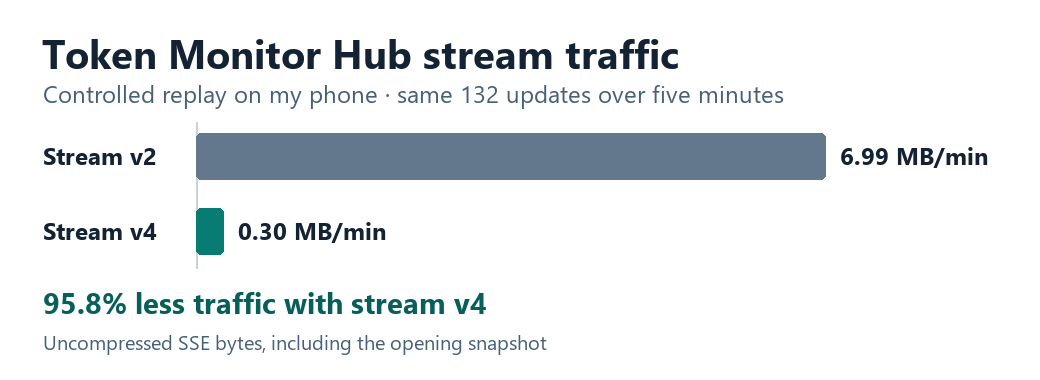 Token Monitor Hub stream traffic
Controlled replay on my phone · same 132 updates over five minutes
Stream v2 6.99 MB/min
Stream v4 0.30 MB/min
95.8% less traffic with stream v4
Uncompressed SSE bytes, including the opening snapshot